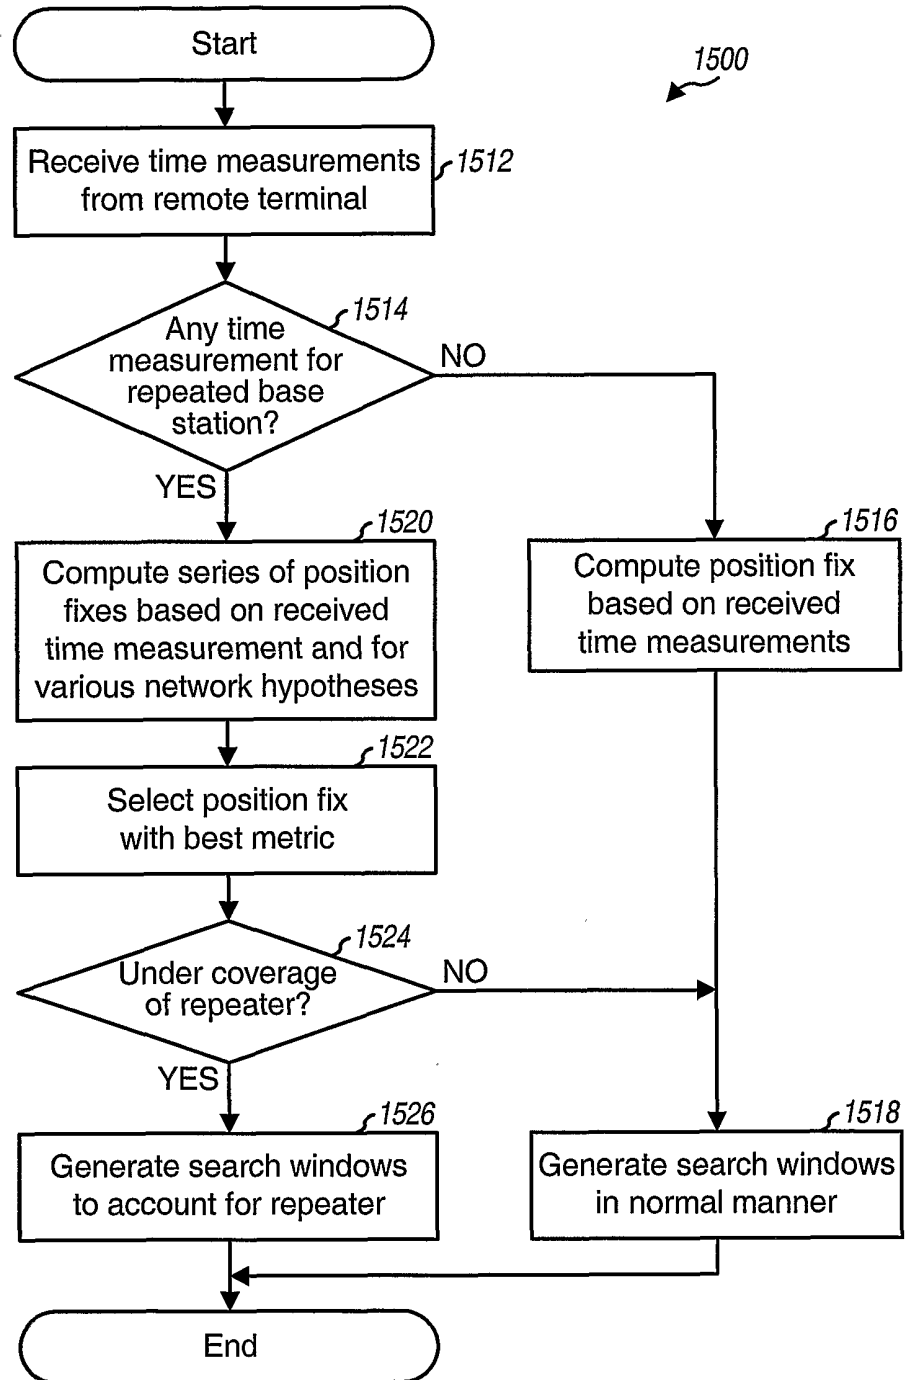 Start
1500
Receive time measurements
from remote terminal
1512
Any time
measurement for
repeated base
station?
1514
NO
YES
1520
Compute series of position
fixes based on received
time measurement and for
various network hypotheses
1516
Compute position fix
based on received
time measurements
1522
Select position fix
with best metric
1524
Under coverage
of repeater?
NO
YES
1526
Generate search windows
to account for repeater
1518
Generate search windows
in normal manner
End